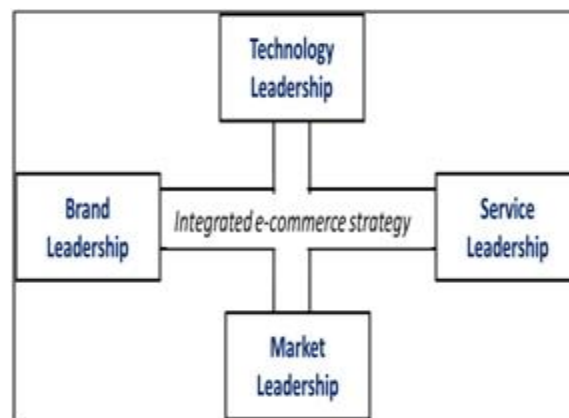 Technology
Leadership
Brand
Leadership
Integrated e-commerce strategy
Service
Leadership
Market
Leadership